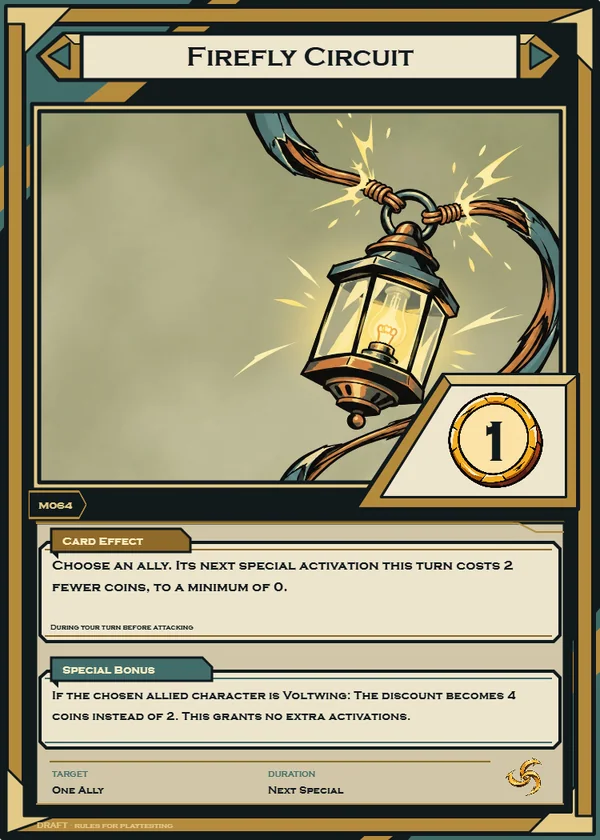 Firefly Circuit
1
M064
Card Effect
Choose an ally. Its next special activation this turn costs 2
fewer coins, to a minimum of 0.
During your turn before attacking
Special Bonus
If the chosen allied character is Voltwing: The discount becomes 4
coins instead of 2. This grants no extra activations.
Target
Duration
One Ally
Next Special
Draft · Rules for playtesting